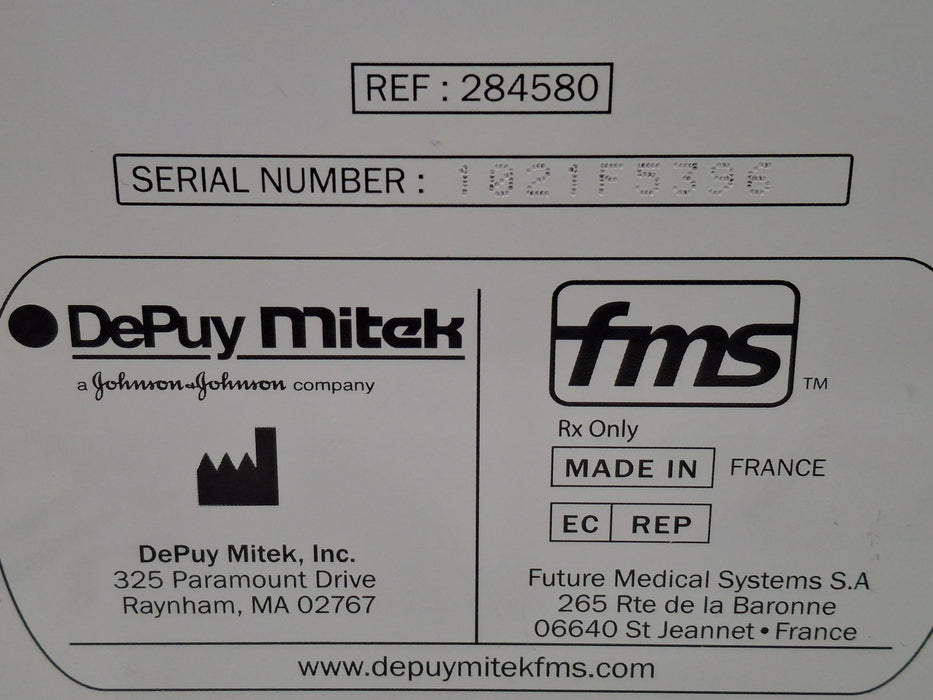 REF : 284580
SERIAL NUMBER :
DePuy Mitek
a Johnson & Johnson company
DePuy Mitek, Inc.
325 Paramount Drive
Raynham, MA 02767
fms TM
Rx Only
MADE IN FRANCE
EC REP
Future Medical Systems S.A
265 Rte de la Baronne
06640 St Jeannet • France
www.depuymitekfms.com